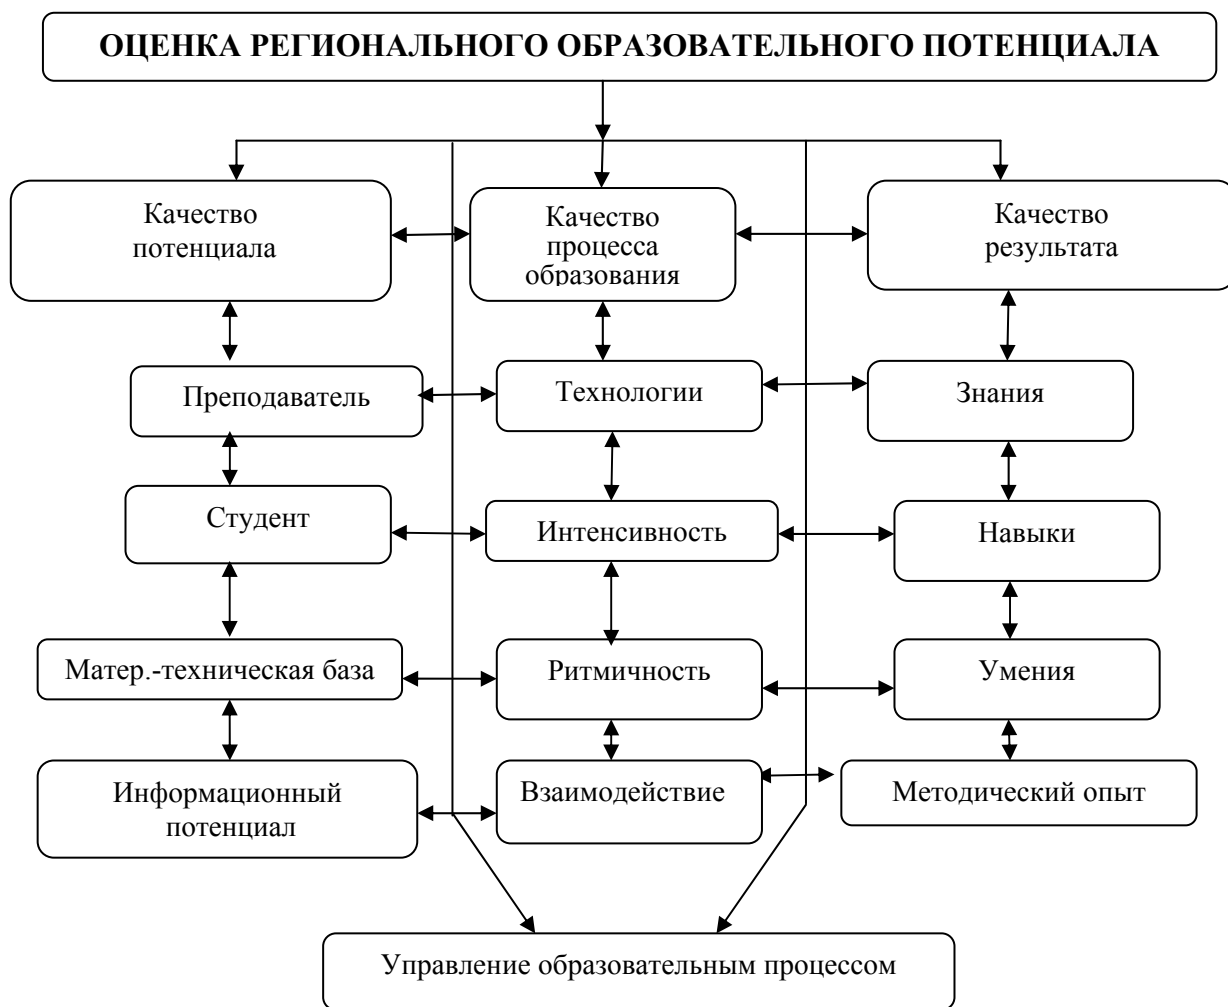 ОЦЕНКА РЕГИОНАЛЬНОГО ОБРАЗОВАТЕЛЬНОГО ПОТЕНЦИАЛА
Качество
потенциала
Качество
процесса
образования
Качество
результата
Преподаватель
Технологии
Знания
Студент
Интенсивность
Навыки
Матер.-техническая база
Ритмичность
Умения
Информационный
потенциал
Взаимодействие
Методический опыт
Управление образовательным процессом